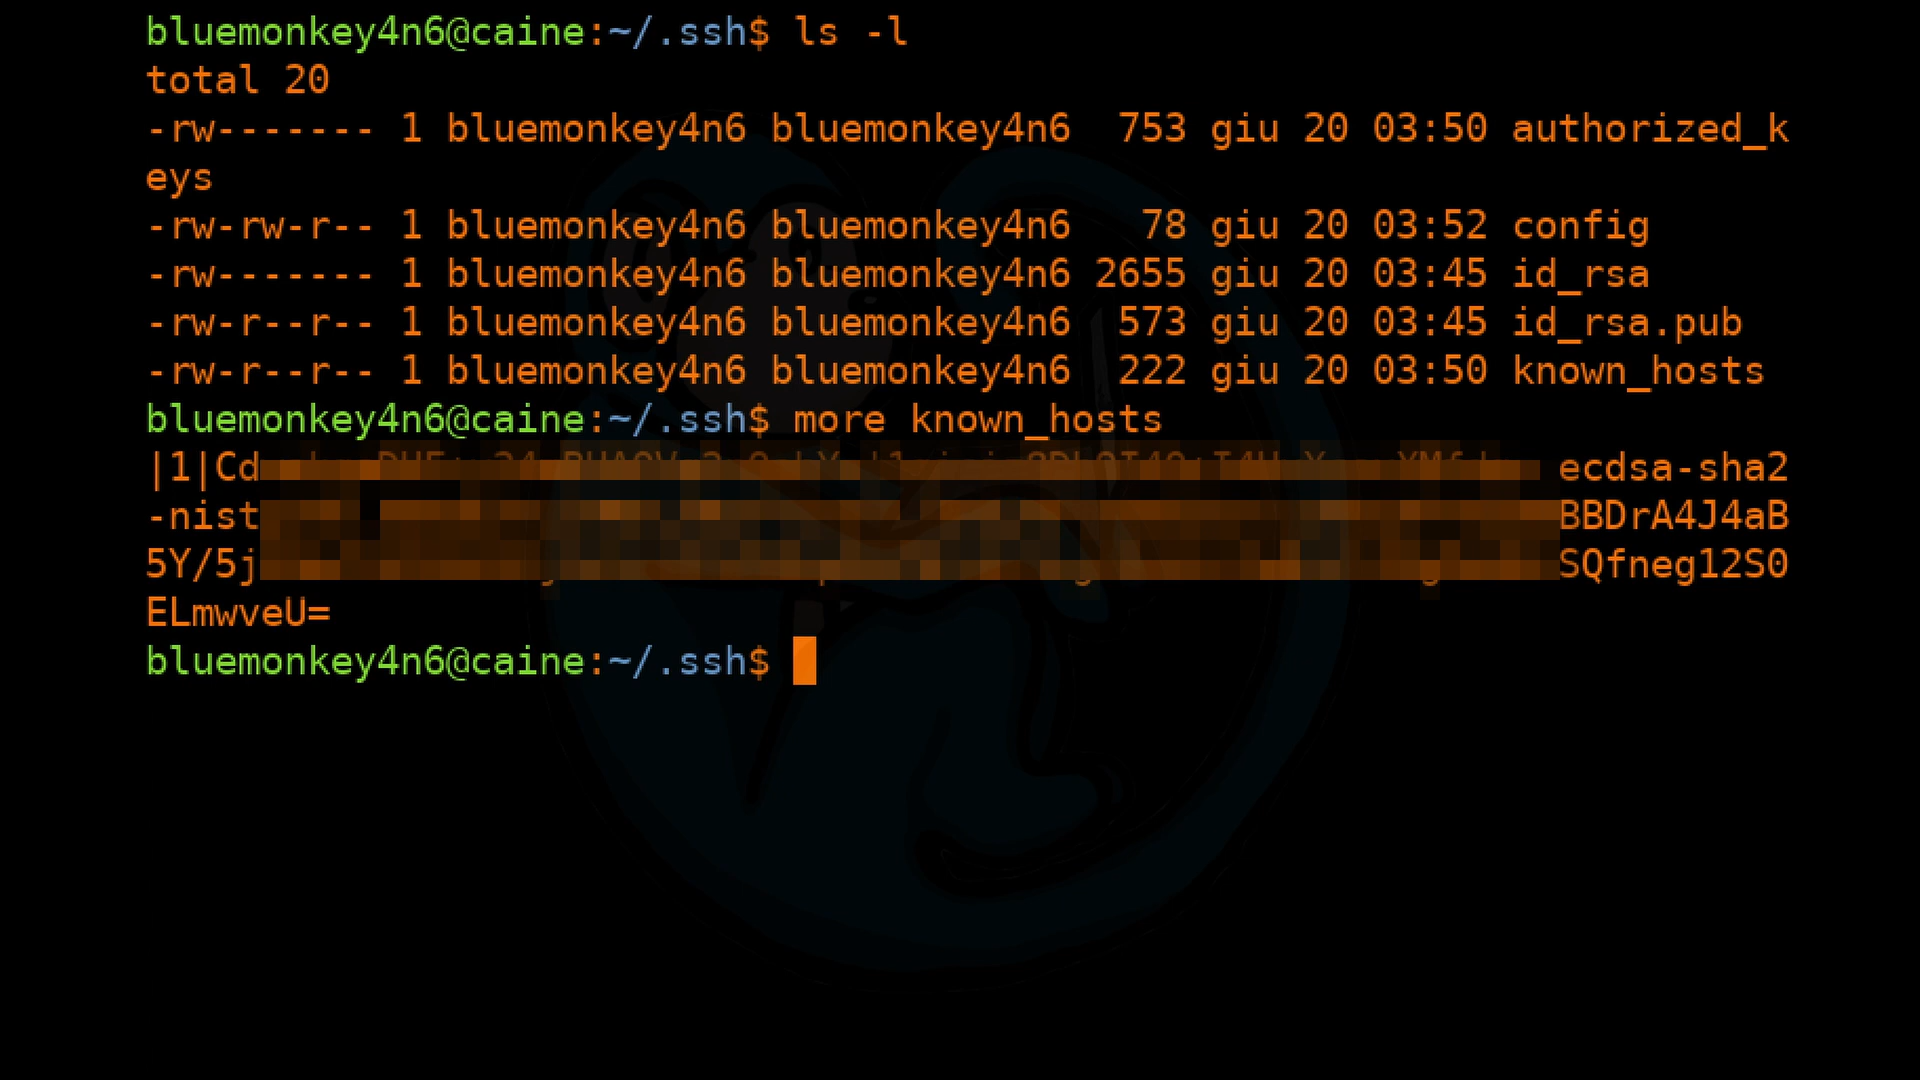 bluemonkey4n6@caine:~/.ssh$ ls -l
total 20
-rw------- 1 bluemonkey4n6 bluemonkey4n6  753 giu 20 03:50 authorized_k
eys
-rw-rw-r-- 1 bluemonkey4n6 bluemonkey4n6   78 giu 20 03:52 config
-rw------- 1 bluemonkey4n6 bluemonkey4n6 2655 giu 20 03:45 id_rsa
-rw-r--r-- 1 bluemonkey4n6 bluemonkey4n6  573 giu 20 03:45 id_rsa.pub
-rw-r--r-- 1 bluemonkey4n6 bluemonkey4n6  222 giu 20 03:50 known_hosts
bluemonkey4n6@caine:~/.ssh$ more known_hosts
|1|Cd ecdsa-sha2
-nist BBDrA4J4aB
5Y/5j SQfneg12S0
ELmwveU=
bluemonkey4n6@caine:~/.ssh$